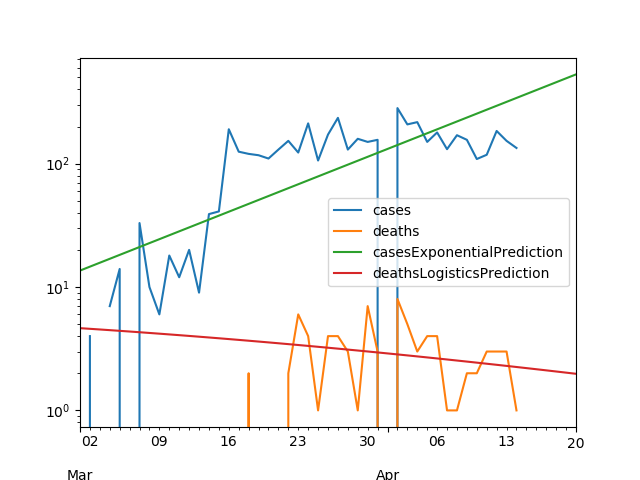 10²
10¹
10⁰
cases
deaths
casesExponentialPrediction
deathsLogisticsPrediction
02 09 16 23 30 06 13 20
Mar Apr